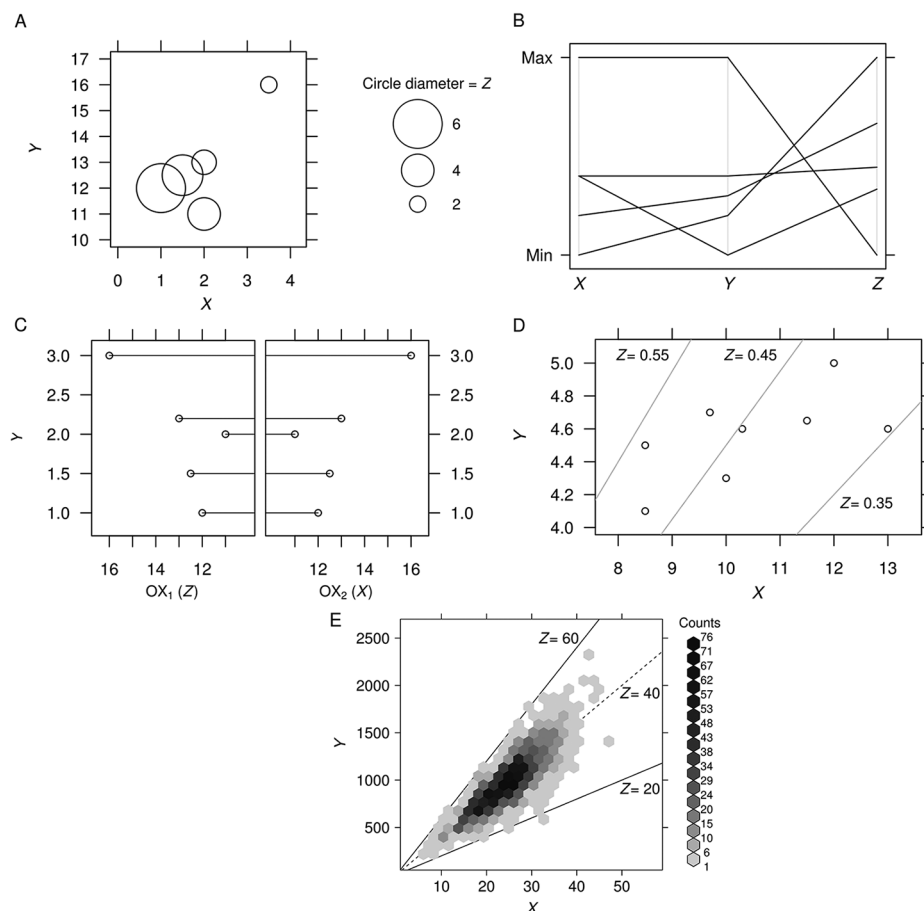 A
17
16
15
14
13
12
11
10
Y
0 1 2 3 4
X
Circle diameter = Z
6
4
2
B
Max
Min
X Y Z
C
3.0
2.5
2.0
1.5
1.0
Y
16 12
OX1 (Z)
12 16
OX2 (X)
3.0
2.5
2.0
1.5
1.0
D
5.0
4.8
4.6
4.4
4.2
4.0
Y
Z= 0.55
Z= 0.45
Z= 0.35
8 9 10 11 12 13
X
E
2500
2000
1500
1000
500
Y
Z= 60
Z= 40
Z= 20
10 20 30 40 50
X
Counts
76
71
67
62
57
53
48
43
38
34
29
24
20
15
10
6
1